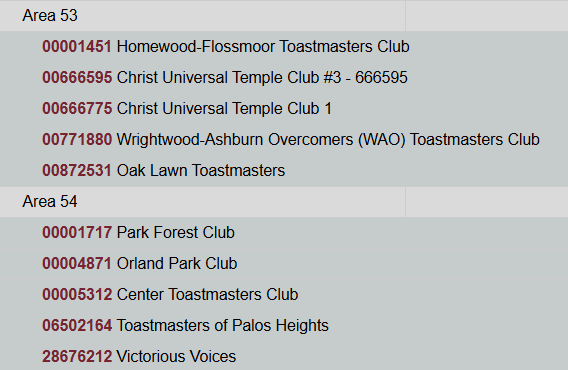 Area 53
00001451 Homewood-Flossmoor Toastmasters Club
00666595 Christ Universal Temple Club #3 - 666595
00666775 Christ Universal Temple Club 1
00771880 Wrightwood-Ashburn Overcomers (WAO) Toastmasters Club
00872531 Oak Lawn Toastmasters
Area 54
00001717 Park Forest Club
00004871 Orland Park Club
00005312 Center Toastmasters Club
06502164 Toastmasters of Palos Heights
28676212 Victorious Voices